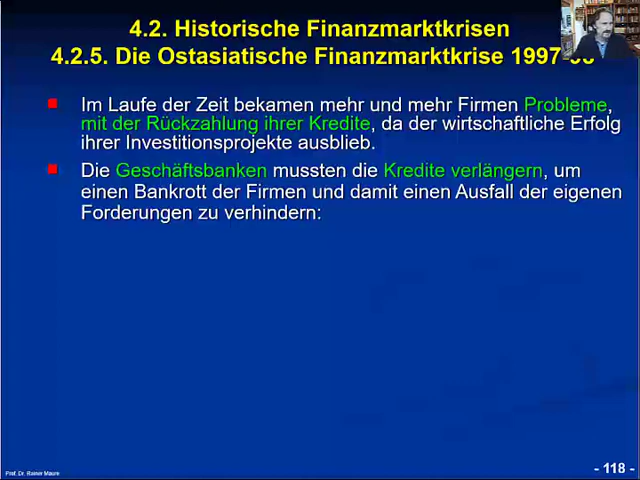 4.2. Historische Finanzmarktkrisen
4.2.5. Die Ostasiatische Finanzmarktkrise 1997-98
Im Laufe der Zeit bekamen mehr und mehr Firmen Probleme,
mit der Rückzahlung ihrer Kredite, da der wirtschaftliche Erfolg
ihrer Investitionsprojekte ausblieb.
Die Geschäftsbanken mussten die Kredite verlängern, um
einen Bankrott der Firmen und damit einen Ausfall der eigenen
Forderungen zu verhindern:
Prof. Dr. Rainer Maure
- 118 -